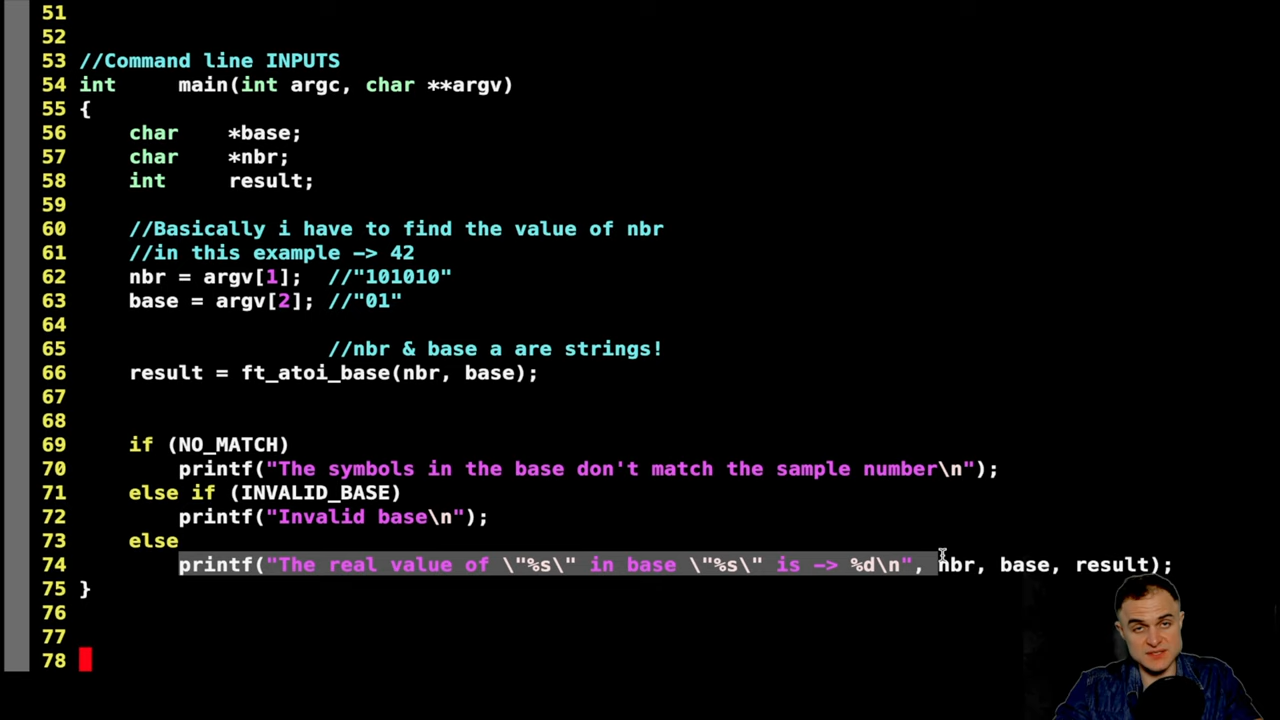 51
52
53 //Command line INPUTS
54 int     main(int argc, char **argv)
55 {
56     char    *base;
57     char    *nbr;
58     int     result;
59
60     //Basically i have to find the value of nbr
61     //in this example -> 42
62     nbr = argv[1];  //"101010"
63     base = argv[2]; //"01"
64
65                     //nbr & base a are strings!
66     result = ft_atoi_base(nbr, base);
67
68
69     if (NO_MATCH)
70         printf("The symbols in the base don't match the sample number\n");
71     else if (INVALID_BASE)
72         printf("Invalid base\n");
73     else
74         printf("The real value of \"%s\" in base \"%s\" is -> %d\n", nbr, base, result);
75 }
76
77
78